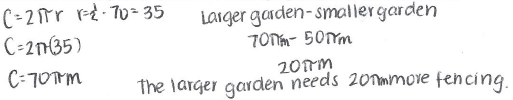 C=2πr r=½·70=35
C=2π(35)
C=70πm
Larger garden-smaller garden
70πm-50πm
20πm
The larger garden needs 20πm more fencing.